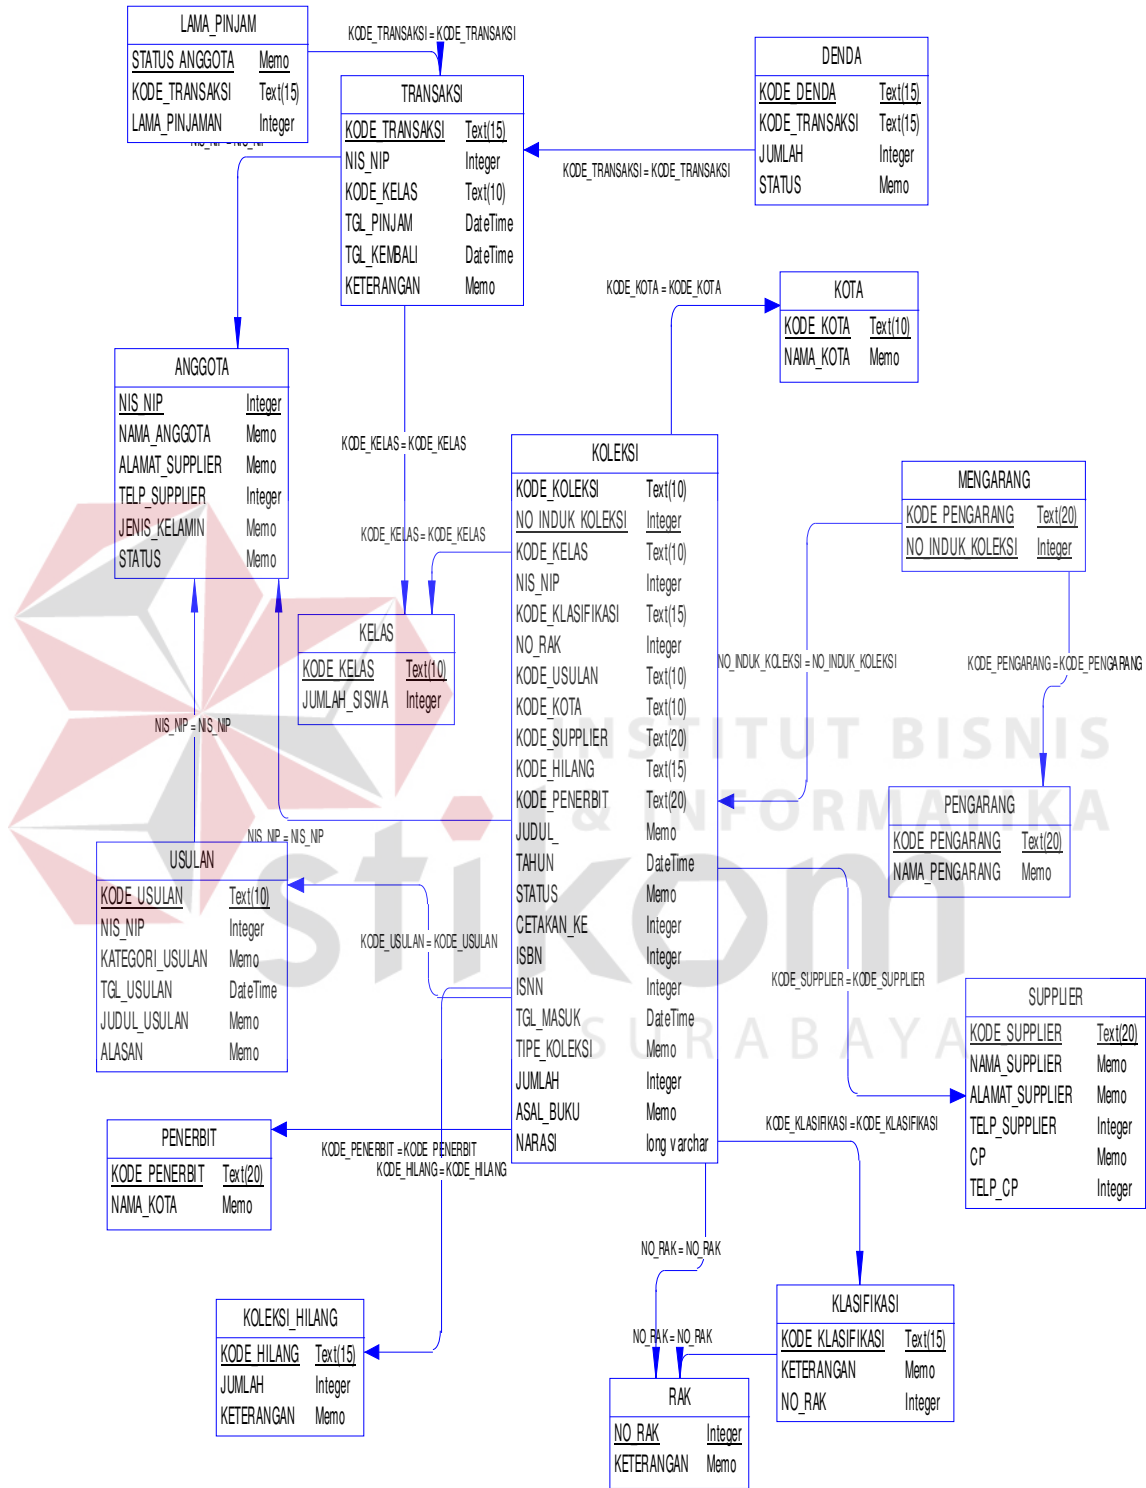 LAMA_PINJAM
STATUS_ANGGOTA Memo
KODE_TRANSAKSI Text(15)
LAMA_PINJAMAN Integer
KODE_TRANSAKSI = KODE_TRANSAKSI
TRANSAKSI
KODE_TRANSAKSI Text(15)
NIS_NIP Integer
KODE_KELAS Text(10)
TGL_PINJAM DateTime
TGL_KEMBALI DateTime
KETERANGAN Memo
DENDA
KODE_DENDA Text(15)
KODE_TRANSAKSI Text(15)
JUMLAH Integer
STATUS Memo
KODE_TRANSAKSI = KODE_TRANSAKSI
NIS_NIP = NIS_NIP
KODE_KOTA = KODE_KOTA
KOTA
KODE_KOTA Text(10)
NAMA_KOTA Memo
ANGGOTA
NIS_NIP Integer
NAMA_ANGGOTA Memo
ALAMAT_SUPPLIER Memo
TELP_SUPPLIER Integer
JENIS_KELAMIN Memo
STATUS Memo
KODE_KELAS = KODE_KELAS
KODE_KELAS = KODE_KELAS
KELAS
KODE_KELAS Text(10)
JUMLAH_SISWA Integer
KOLEKSI
KODE_KOLEKSI Text(10)
NO_INDUK_KOLEKSI Integer
KODE_KELAS Text(10)
NIS_NIP Integer
KODE_KLASIFIKASI Text(15)
NO_RAK Integer
KODE_USULAN Text(10)
KODE_KOTA Text(10)
KODE_SUPPLIER Text(20)
KODE_HILANG Text(15)
KODE_PENERBIT Text(20)
JUDUL_ Memo
TAHUN DateTime
STATUS Memo
CETAKAN_KE Integer
ISBN Integer
ISNN Integer
TGL_MASUK DateTime
TIPE_KOLEKSI Memo
JUMLAH Integer
ASAL_BUKU Memo
NARASI long varchar
MENGARANG
KODE_PENGARANG Text(20)
NO_INDUK_KOLEKSI Integer
NO_INDUK_KOLEKSI = NO_INDUK_KOLEKSI
KODE_PENGARANG = KODE_PENGARANG
PENGARANG
KODE_PENGARANG Text(20)
NAMA_PENGARANG Memo
NIS_NIP = NIS_NIP
NIS_NIP = NIS_NIP
USULAN
KODE_USULAN Text(10)
NIS_NIP Integer
KATEGORI_USULAN Memo
TGL_USULAN DateTime
JUDUL_USULAN Memo
ALASAN Memo
KODE_USULAN = KODE_USULAN
KODE_SUPPLIER = KODE_SUPPLIER
SUPPLIER
KODE_SUPPLIER Text(20)
NAMA_SUPPLIER Memo
ALAMAT_SUPPLIER Memo
TELP_SUPPLIER Integer
CP Memo
TELP_CP Integer
PENERBIT
KODE_PENERBIT Text(20)
NAMA_KOTA Memo
KODE_PENERBIT = KODE_PENERBIT
KODE_HILANG = KODE_HILANG
KODE_KLASIFIKASI = KODE_KLASIFIKASI
NO_RAK = NO_RAK
KOLEKSI_HILANG
KODE_HILANG Text(15)
JUMLAH Integer
KETERANGAN Memo
NO_RAK = NO_RAK
KLASIFIKASI
KODE_KLASIFIKASI Text(15)
KETERANGAN Memo
NO_RAK Integer
RAK
NO_RAK Integer
KETERANGAN Memo
INSTITUT BISNIS
& INFORMATIKA
stikom
SURABAYA